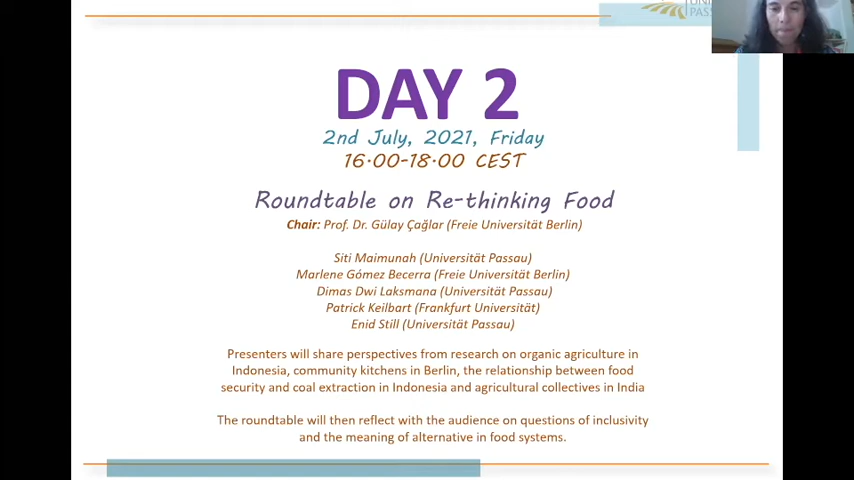 UNI
PASS
DAY 2
2nd July, 2021, Friday
16.00-18.00 CEST
Roundtable on Re-thinking Food
Chair: Prof. Dr. Gülay Çağlar (Freie Universität Berlin)
Siti Maimunah (Universität Passau)
Marlene Gómez Becerra (Freie Universität Berlin)
Dimas Dwi Laksmana (Universität Passau)
Patrick Keilbart (Frankfurt Universität)
Enid Still (Universität Passau)
Presenters will share perspectives from research on organic agriculture in
Indonesia, community kitchens in Berlin, the relationship between food
security and coal extraction in Indonesia and agricultural collectives in India
The roundtable will then reflect with the audience on questions of inclusivity
and the meaning of alternative in food systems.